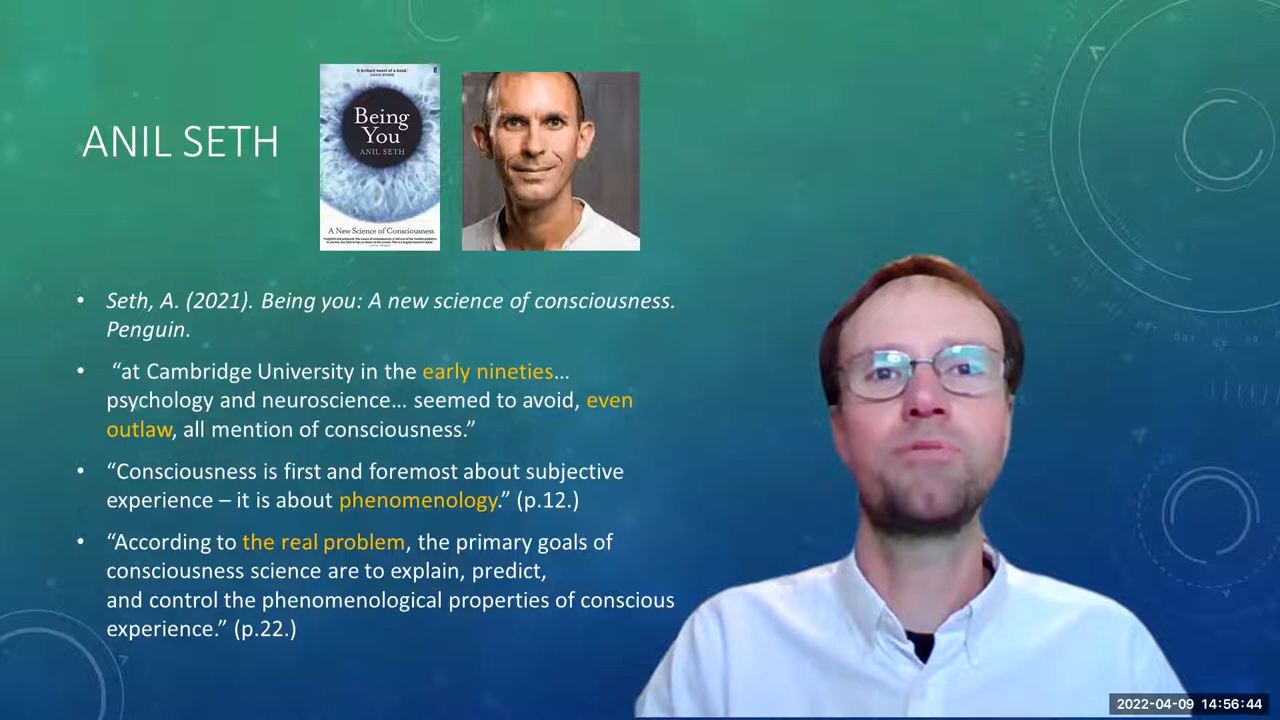 'A brilliant beast of a book.'
Being
You
ANIL SETH
A New Science of Consciousness
ANIL SETH
• Seth, A. (2021). Being you: A new science of consciousness.
Penguin.
• “at Cambridge University in the early nineties…
psychology and neuroscience… seemed to avoid, even
outlaw, all mention of consciousness.”
• “Consciousness is first and foremost about subjective
experience – it is about phenomenology.” (p.12.)
• “According to the real problem, the primary goals of
consciousness science are to explain, predict,
and control the phenomenological properties of conscious
experience.” (p.22.)
2022-04-09 14:56:44